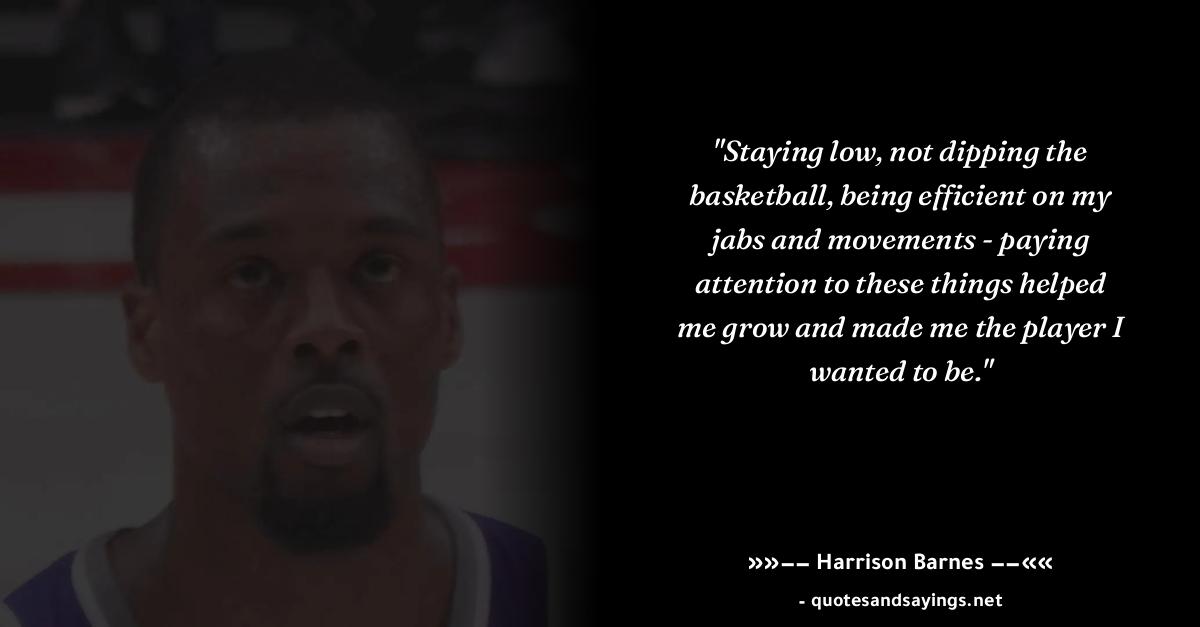 "Staying low, not dipping the
basketball, being efficient on my
jabs and movements - paying
attention to these things helped
me grow and made me the player I
wanted to be."
»»−− Harrison Barnes −−««
- quotesandsayings.net